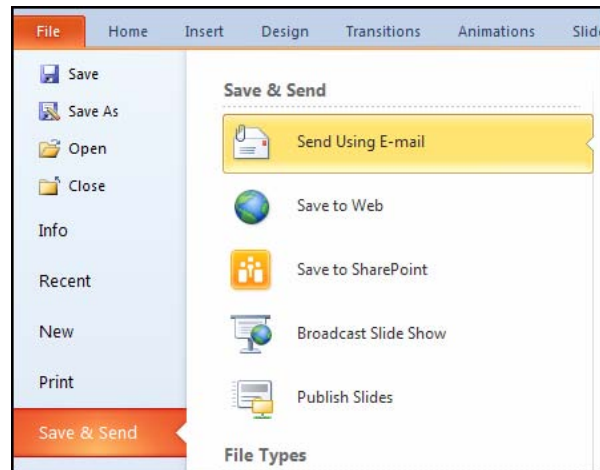 File Home Insert Design Transitions Animations Slid
Save
Save As
Open
Close
Info
Recent
New
Print
Save & Send
Save & Send
Send Using E-mail
Save to Web
Save to SharePoint
Broadcast Slide Show
Publish Slides
File Types